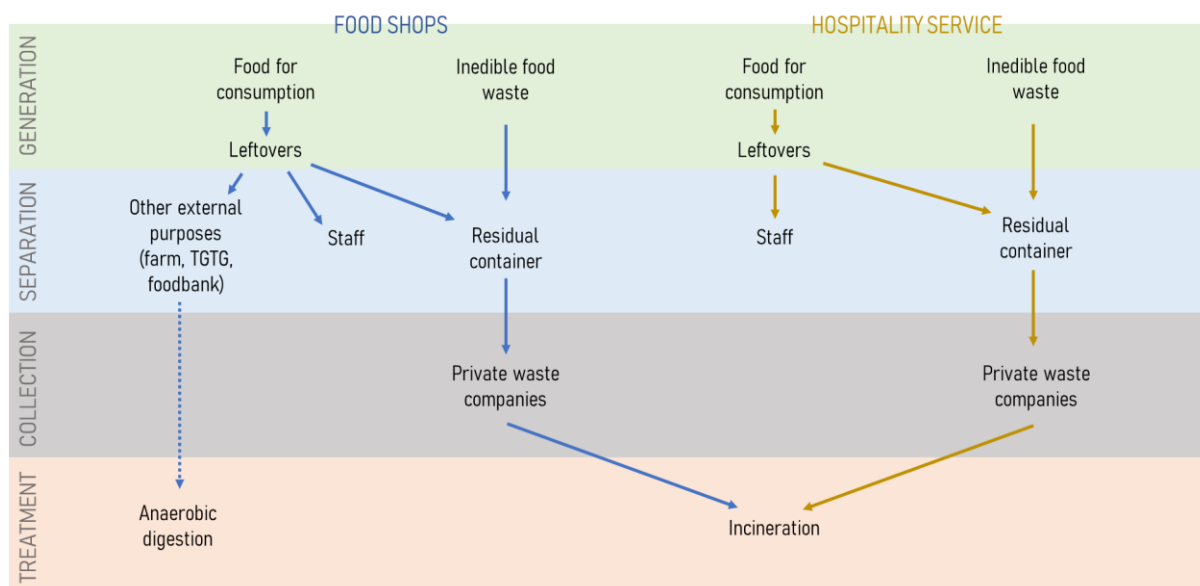 FOOD SHOPS
HOSPITALITY SERVICE
GENERATION
Food for
consumption
Inedible food
waste
Food for
consumption
Inedible food
waste
Leftovers
Leftovers
SEPARATION
Other external
purposes
(farm, TGTG,
foodbank)
Staff
Residual
container
Staff
Residual
container
COLLECTION
Private waste
companies
Private waste
companies
TREATMENT
Anaerobic
digestion
Incineration